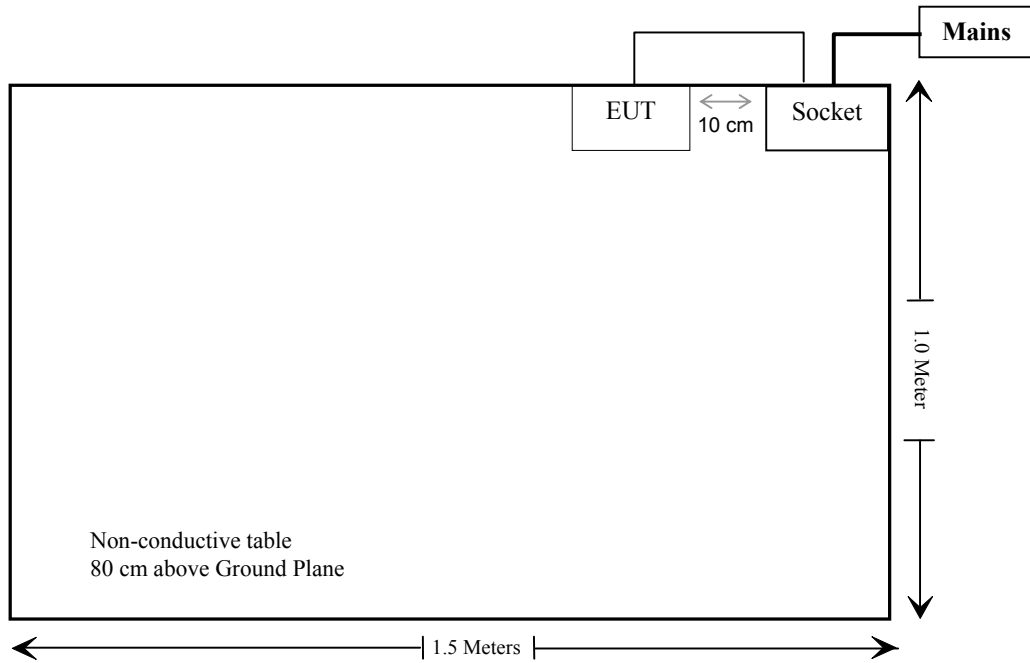 Mains
EUT
10 cm
Socket
1.0 Meter
Non-conductive table
80 cm above Ground Plane
1.5 Meters